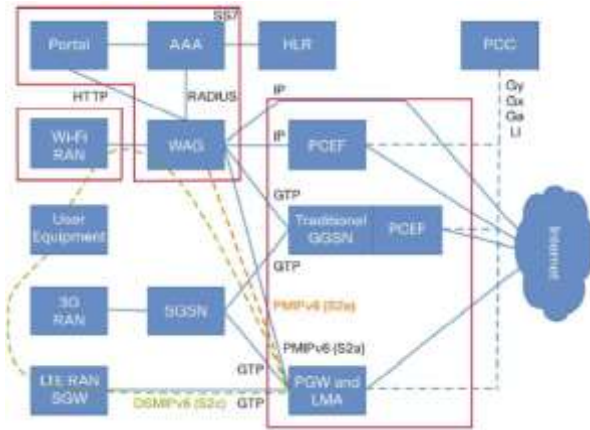 SS7
Portal
AAA
HLR
PCC
HTTP
RADIUS
IP
Gy
Gx
Ga
LI
Wi-Fi
RAN
WAG
IP
PCEF
GTP
User
Equipment
Traditional
GGSN
PCEF
Internet
GTP
3G
RAN
SGSN
PMIPv6 (S2a)
PMIPv6 (S2a)
GTP
LTE RAN
SGW
DSMIPv6 (S2c)
GTP
PGW and
LMA